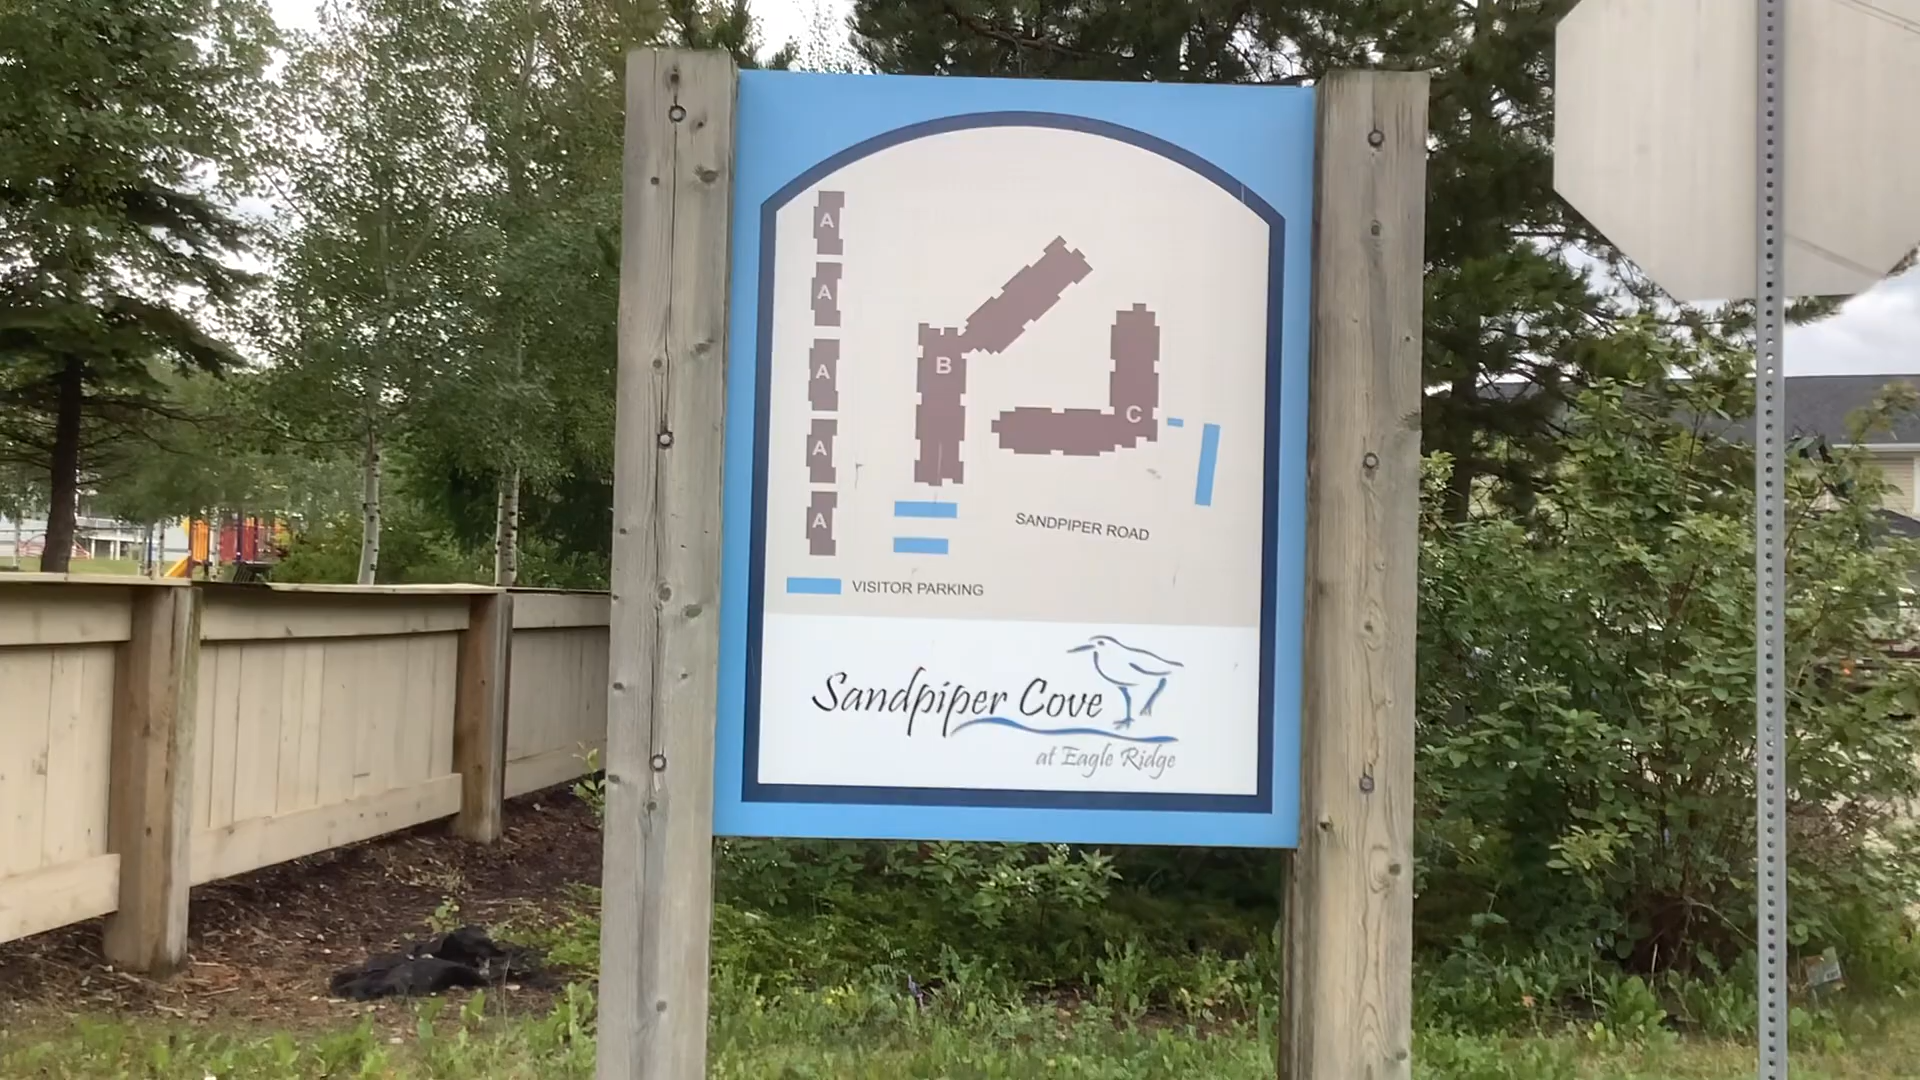 A
A
B
A
C
A
A
SANDPIPER ROAD
VISITOR PARKING
Sandpiper Cove
at Eagle Ridge